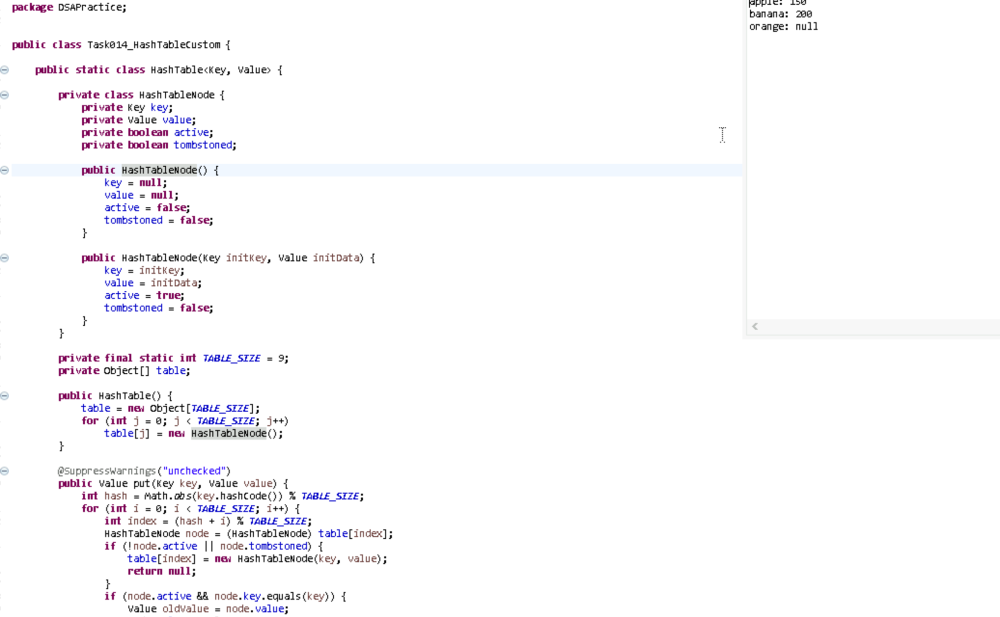 package DSAPractice;
public class Task014_HashTableCustom {
public static class HashTable<Key, Value> {
private class HashTableNode {
private Key key;
private Value value;
private boolean active;
private boolean tombstoned;
public HashTableNode() {
key = null;
value = null;
active = false;
tombstoned = false;
}
public HashTableNode(Key initKey, Value initData) {
key = initKey;
value = initData;
active = true;
tombstoned = false;
}
}
private final static int TABLE_SIZE = 9;
private Object[] table;
public HashTable() {
table = new Object[TABLE_SIZE];
for (int j = 0; j < TABLE_SIZE; j++)
table[j] = new HashTableNode();
}
@SuppressWarnings("unchecked")
public Value put(Key key, Value value) {
int hash = Math.abs(key.hashCode()) % TABLE_SIZE;
for (int i = 0; i < TABLE_SIZE; i++) {
int index = (hash + i) % TABLE_SIZE;
HashTableNode node = (HashTableNode) table[index];
if (!node.active || node.tombstoned) {
table[index] = new HashTableNode(key, value);
return null;
}
if (node.active && node.key.equals(key)) {
Value oldValue = node.value;
apple: 150
banana: 200
orange: null